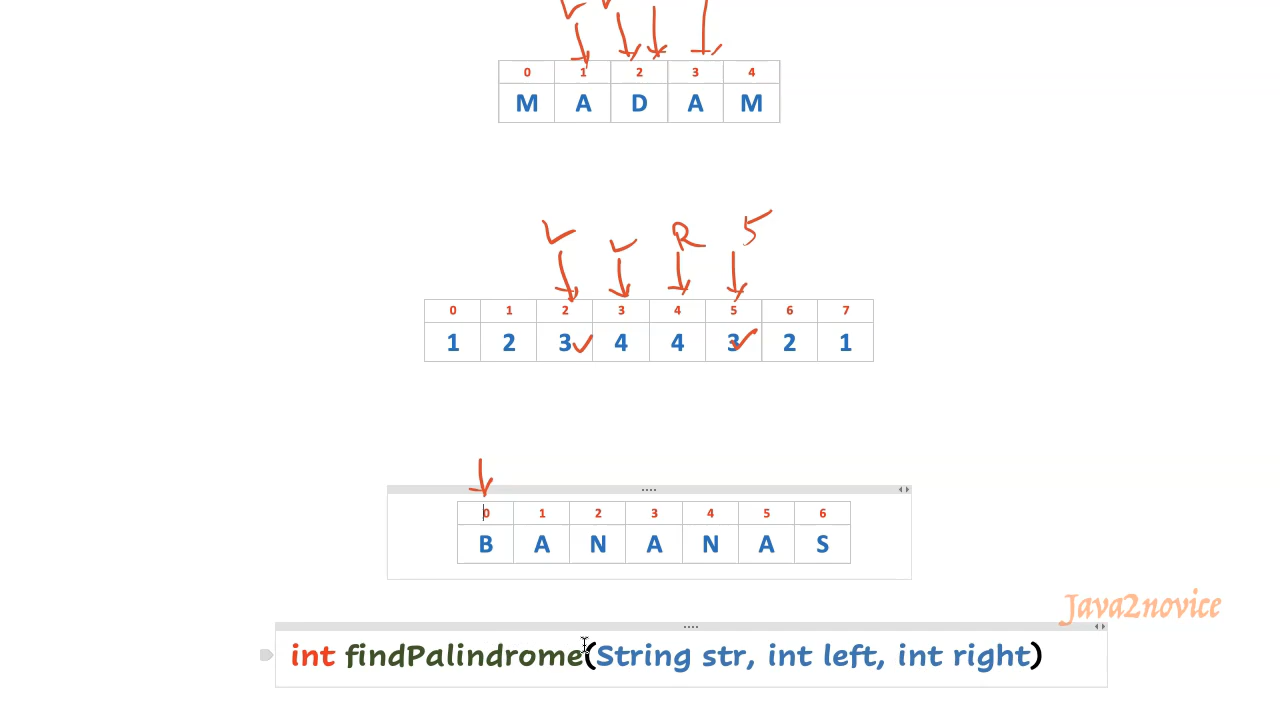 0 1 2 3 4
M A D A M
L L R 5
0 1 2 3 4 5 6 7
1 2 3 4 4 3 2 1
0 1 2 3 4 5 6
B A N A N A S
Java2novice
int findPalindrome(String str, int left, int right)